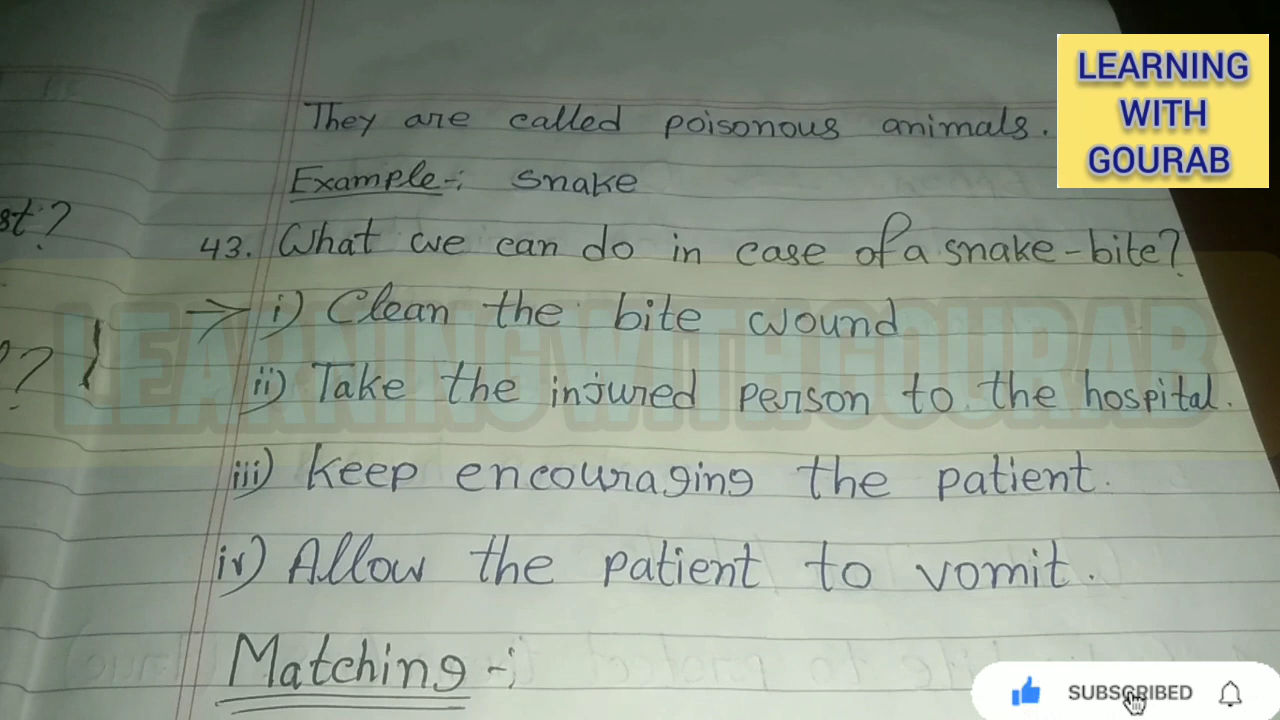 LEARNING
WITH
GOURAB
They are called poisonous animals.
Example-: snake
st?
43. What we can do in case of a snake-bite?
→ i) Clean the bite wound
?
ii) Take the injured person to the hospital.
iii) Keep encouraging the patient.
iv) Allow the patient to vomit.
Matching-:
LEARNINGWITHGOURAB
SUBSCRIBED